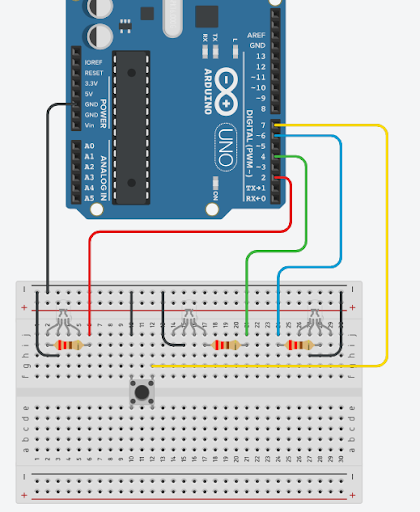 AREF
GND
13
12
~11
~10
~9
8
7
~6
~5
4
~3
2
TX→1
RX←0
DIGITAL (PWM~)
IOREF
RESET
3.3V
5V
GND
GND
Vin
POWER
A0
A1
A2
A3
A4
A5
ANALOG IN
RX
TX
L
ARDUINO
UNO
ON
j
i
h
g
f
e
d
c
b
a